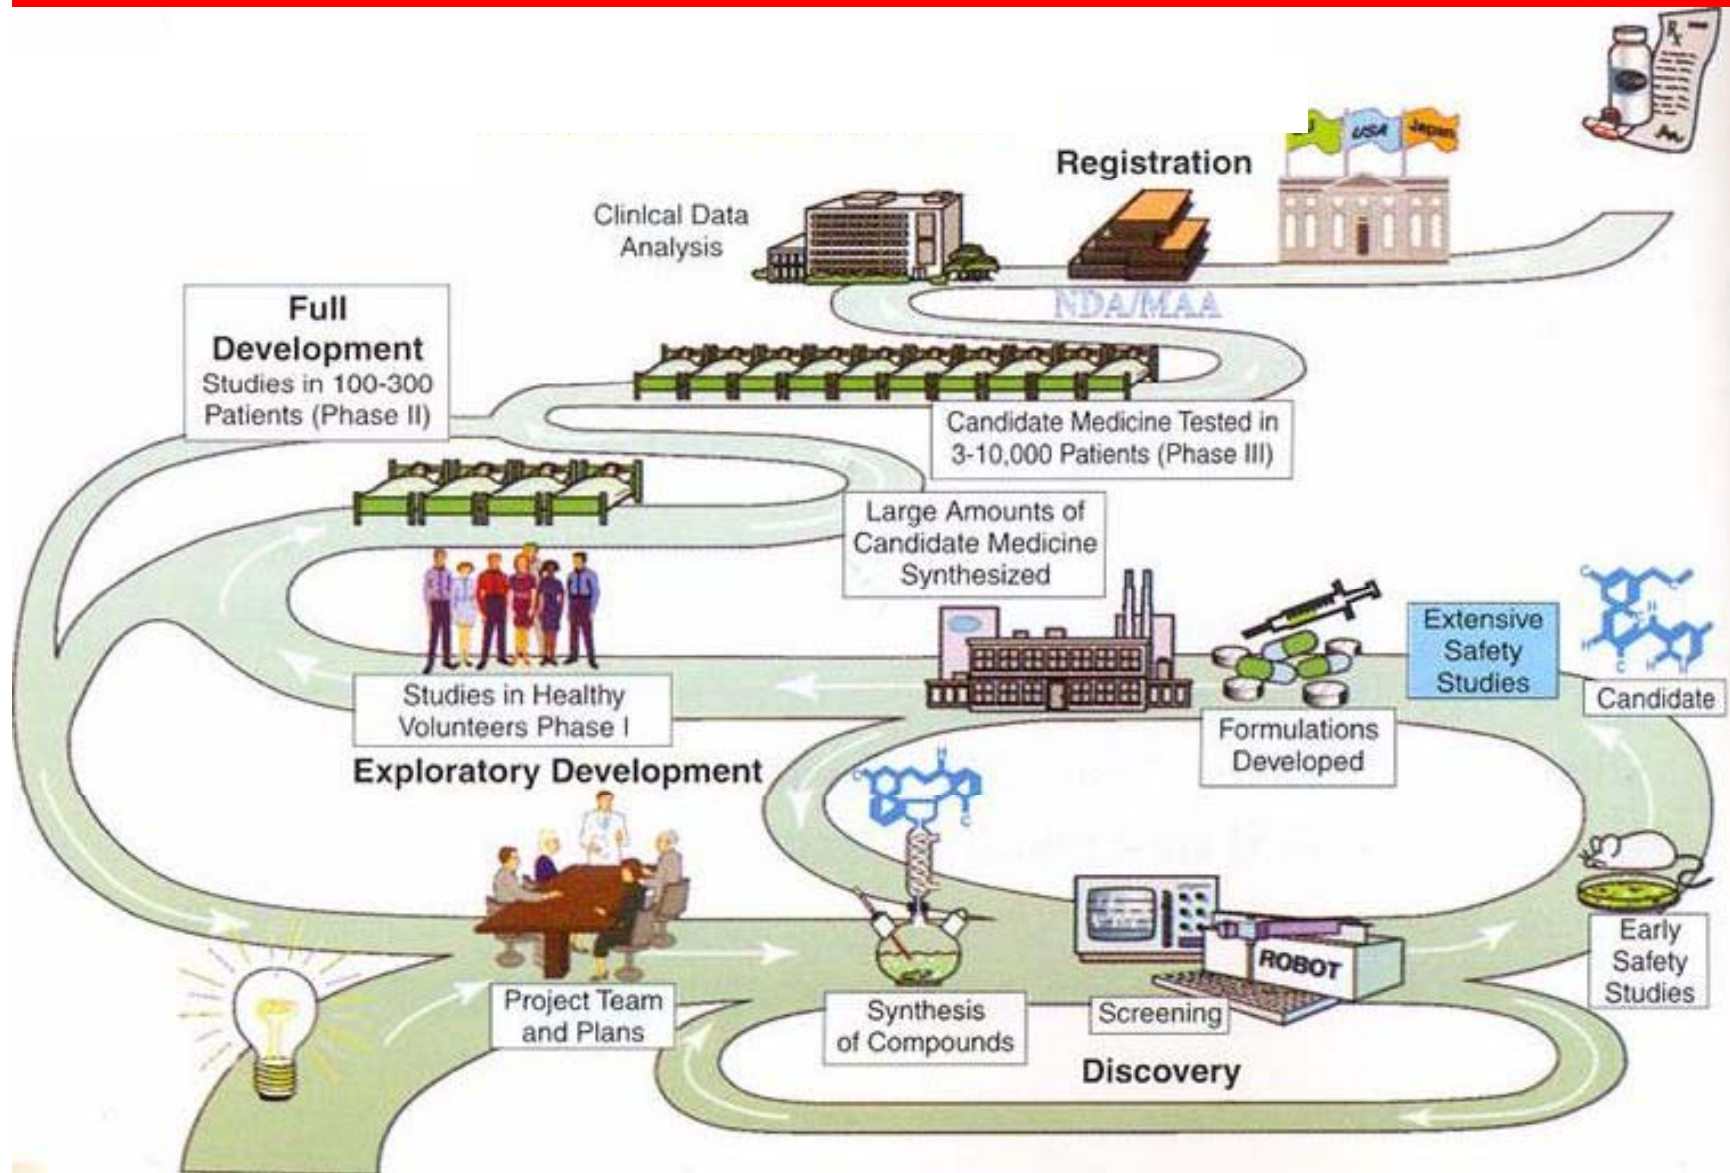 Rx
USA
Japan
Registration
Clinical Data
Analysis
NDA/MAA
Full
Development
Studies in 100-300
Patients (Phase II)
Candidate Medicine Tested in
3-10,000 Patients (Phase III)
Large Amounts of
Candidate Medicine
Synthesized
Extensive
Safety
Studies
Candidate
Studies in Healthy
Volunteers Phase I
Formulations
Developed
Exploratory Development
ROBOT
Early
Safety
Studies
Project Team
and Plans
Synthesis
of Compounds
Screening
Discovery